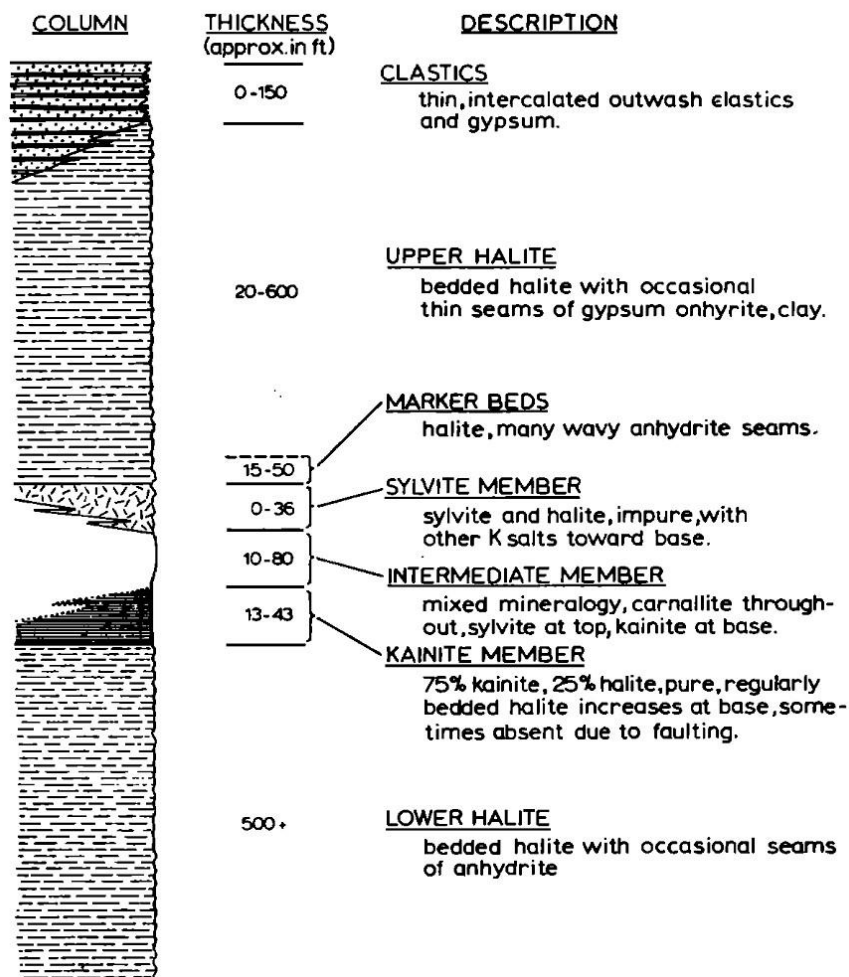 COLUMN
THICKNESS
(approx. in ft)
DESCRIPTION
0-150
CLASTICS
thin, intercalated outwash clastics
and gypsum.
20-600
UPPER HALITE
bedded halite with occasional
thin seams of gypsum onhyrite, clay.
15-50
MARKER BEDS
halite, many wavy anhydrite seams.
0-36
SYLVITE MEMBER
sylvite and halite, impure, with
other K salts toward base.
10-80
INTERMEDIATE MEMBER
mixed mineralogy, carnallite through-
out, sylvite at top, kainite at base.
13-43
KAINITE MEMBER
75% kainite, 25% halite, pure, regularly
bedded halite increases at base, some-
times absent due to faulting.
500+
LOWER HALITE
bedded halite with occasional seams
of anhydrite